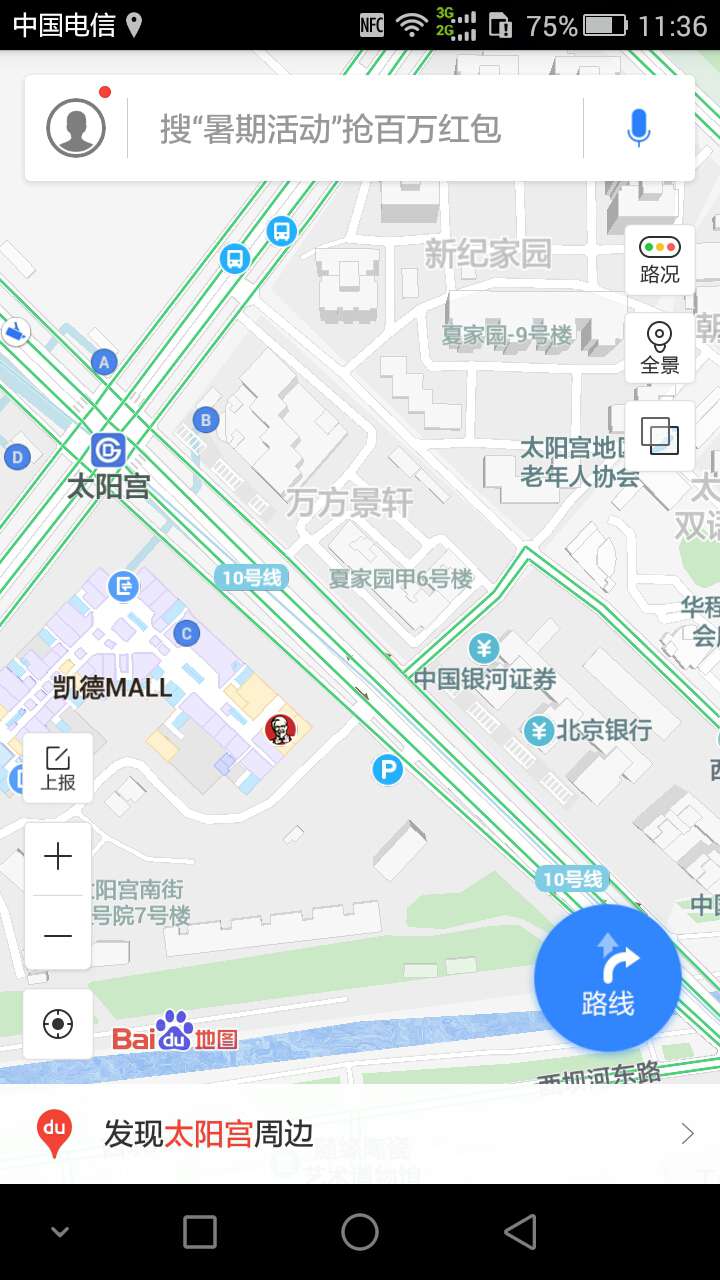 中国电信
NFC
3G
2G
75%
11:36
搜“暑期活动”抢百万红包
路况
新纪家园
夏家园-9号楼
朝
全景
A
B
D
太阳宫
太阳宫地区
老年人协会
太
双语
万方景轩
10号线
夏家园甲6号楼
华程
会展
C
凯德MALL
¥
中国银河证券
¥
北京银行
P
西
上报
10号线
阳宫南街
号院7号楼
中国
路线
Bai du 地图
西坝河东路
du
发现太阳宫周边